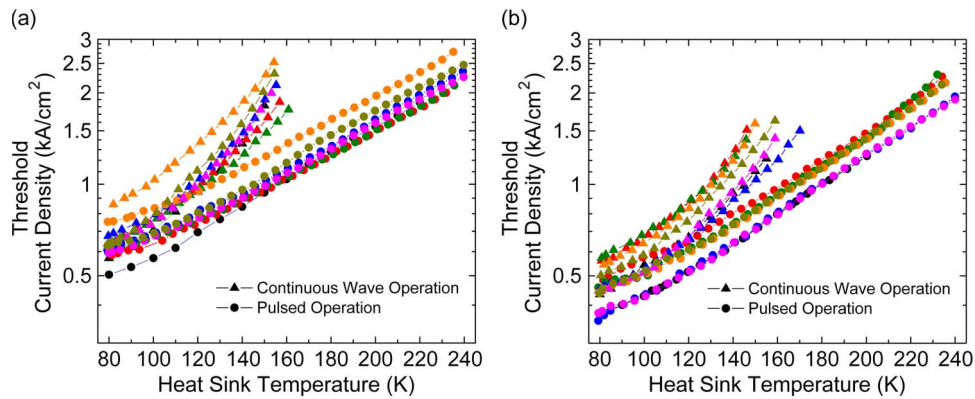 (a)
3
2.5
2
1.5
1
0.5
Threshold
Current Density (kA/cm²)
Continuous Wave Operation
Pulsed Operation
80 100 120 140 160 180 200 220 240
Heat Sink Temperature (K)
(b)
3
2.5
2
1.5
1
0.5
Threshold
Current Density (kA/cm²)
Continuous Wave Operation
Pulsed Operation
80 100 120 140 160 180 200 220 240
Heat Sink Temperature (K)